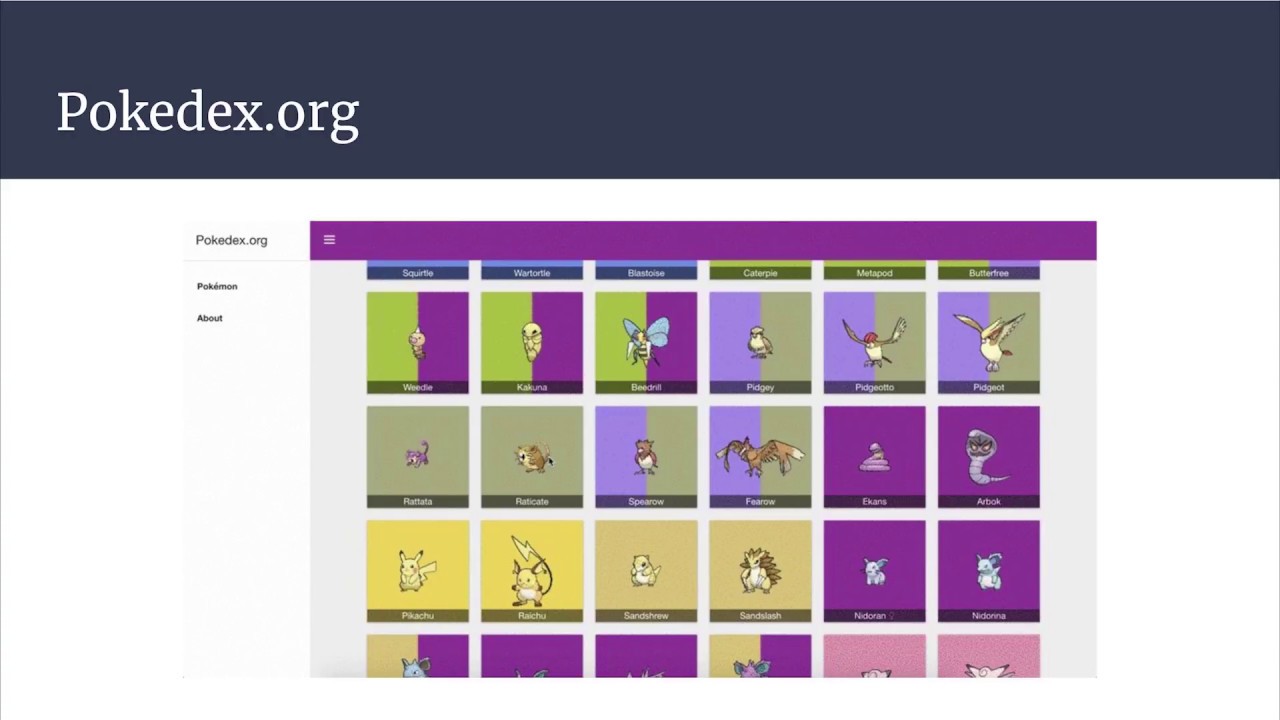 Pokedex.org
Pokedex.org
Pokémon
About
Squirtle Wartortle Blastoise Caterpie Metapod Butterfree
Weedle Kakuna Beedrill Pidgey Pidgeotto Pidgeot
Rattata Raticate Spearow Fearow Ekans Arbok
Pikachu Raichu Sandshrew Sandslash Nidoran♀ Nidorina